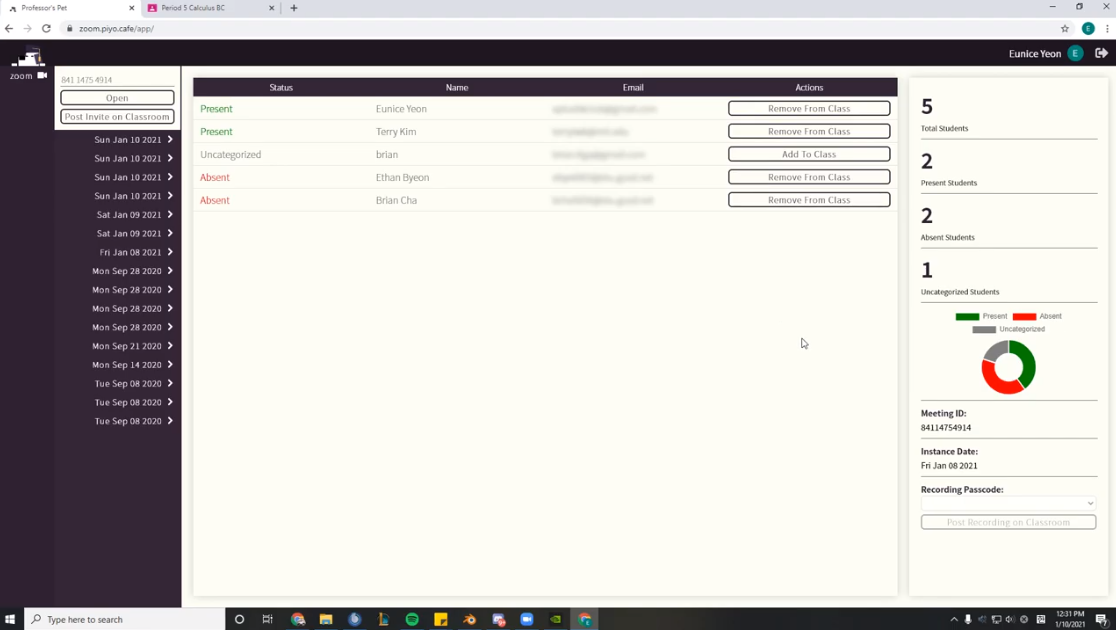 Professor's Pet
Period 5 Calculus BC
zoom.piyo.cafe/app/
E
Eunice Yeon E
zoom
841 1475 4914
Open
Post Invite on Classroom
Sun Jan 10 2021
Sun Jan 10 2021
Sun Jan 10 2021
Sun Jan 10 2021
Sat Jan 09 2021
Sat Jan 09 2021
Fri Jan 08 2021
Mon Sep 28 2020
Mon Sep 28 2020
Mon Sep 28 2020
Mon Sep 28 2020
Mon Sep 21 2020
Mon Sep 14 2020
Tue Sep 08 2020
Tue Sep 08 2020
Tue Sep 08 2020
Status Name Email Actions
Present Eunice Yeon Remove From Class
Present Terry Kim Remove From Class
Uncategorized brian Add To Class
Absent Ethan Byeon Remove From Class
Absent Brian Cha Remove From Class
5
Total Students
2
Present Students
2
Absent Students
1
Uncategorized Students
Present Absent
Uncategorized
Meeting ID:
84114754914
Instance Date:
Fri Jan 08 2021
Recording Passcode:
Post Recording on Classroom
Type here to search
12:31 PM
1/10/2021